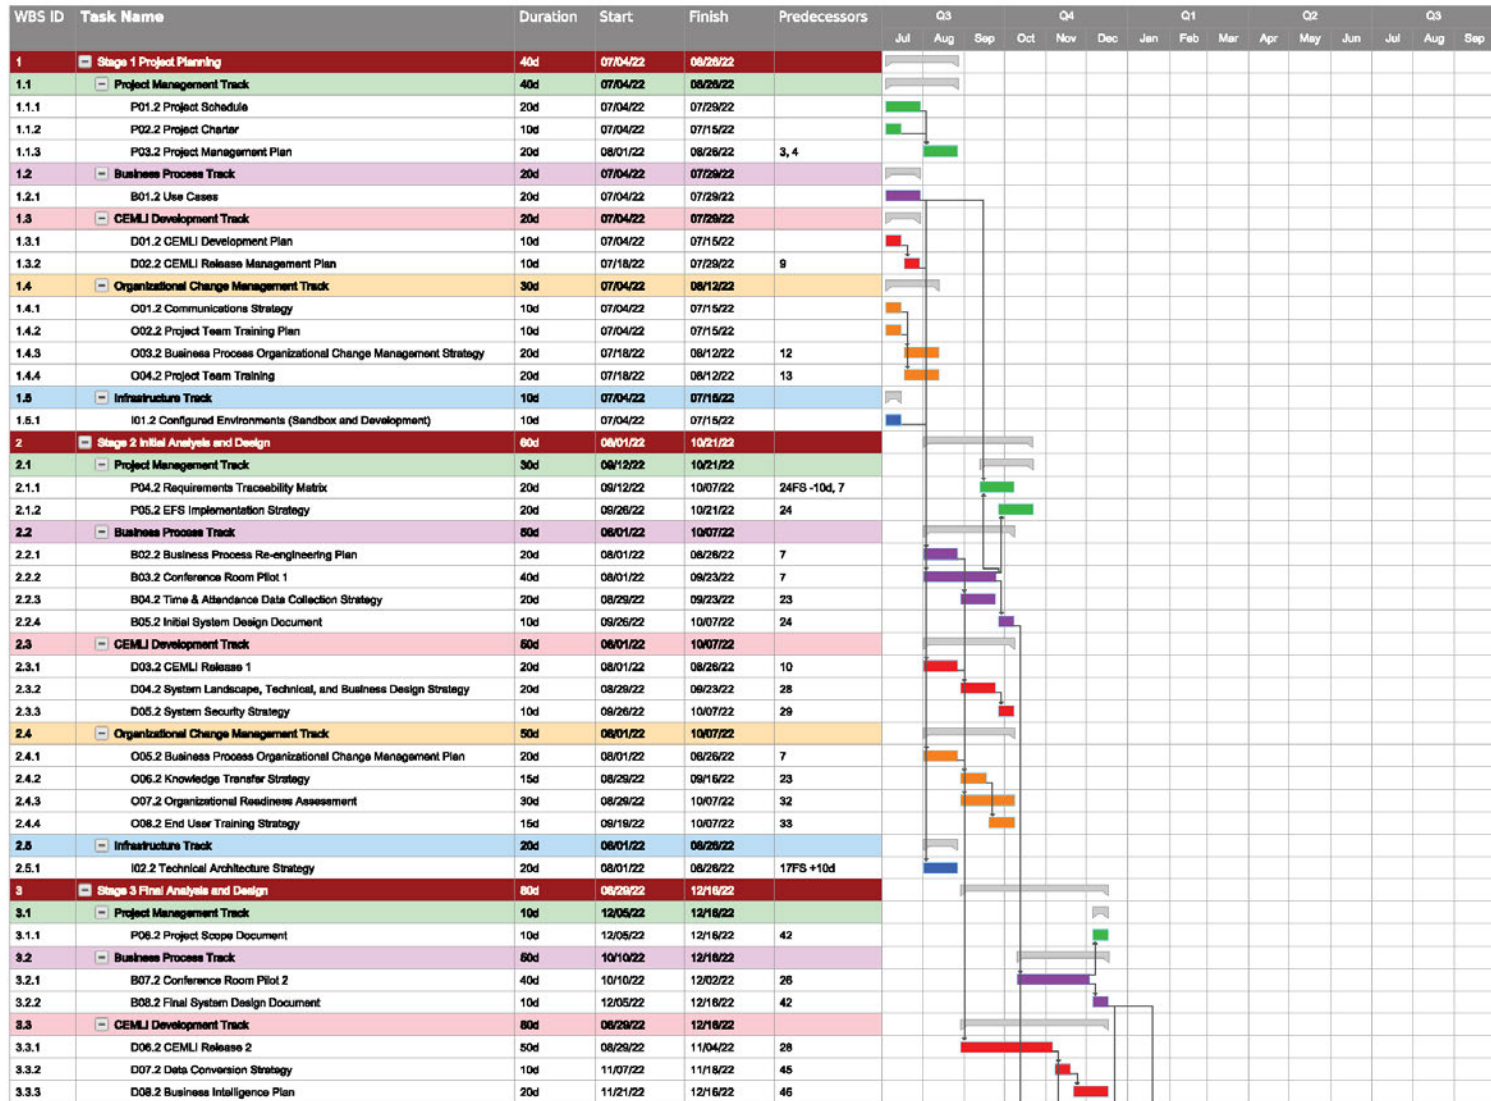 WBS ID Task Name Duration Start Finish Predecessors Q3 Q4 Q1 Q2 Q3
Jul Aug Sep Oct Nov Dec Jan Feb Mar Apr May Jun Jul Aug Sep
1 Stage 1 Project Planning 40d 07/04/22 08/26/22
1.1 Project Management Track 40d 07/04/22 08/26/22
1.1.1 P01.2 Project Schedule 20d 07/04/22 07/29/22
1.1.2 P02.2 Project Charter 10d 07/04/22 07/15/22
1.1.3 P03.2 Project Management Plan 20d 08/01/22 08/26/22 3, 4
1.2 Business Process Track 20d 07/04/22 07/29/22
1.2.1 B01.2 Use Cases 20d 07/04/22 07/29/22
1.3 CEMLI Development Track 20d 07/04/22 07/29/22
1.3.1 D01.2 CEMLI Development Plan 10d 07/04/22 07/15/22
1.3.2 D02.2 CEMLI Release Management Plan 10d 07/18/22 07/29/22 9
1.4 Organizational Change Management Track 30d 07/04/22 08/12/22
1.4.1 O01.2 Communications Strategy 10d 07/04/22 07/15/22
1.4.2 O02.2 Project Team Training Plan 10d 07/04/22 07/15/22
1.4.3 O03.2 Business Process Organizational Change Management Strategy 20d 07/18/22 08/12/22 12
1.4.4 O04.2 Project Team Training 20d 07/18/22 08/12/22 13
1.5 Infrastructure Track 10d 07/04/22 07/15/22
1.5.1 I01.2 Configured Environments (Sandbox and Development) 10d 07/04/22 07/15/22
2 Stage 2 Initial Analysis and Design 60d 08/01/22 10/21/22
2.1 Project Management Track 30d 09/12/22 10/21/22
2.1.1 P04.2 Requirements Traceability Matrix 20d 09/12/22 10/07/22 24FS -10d, 7
2.1.2 P05.2 EFS Implementation Strategy 20d 09/26/22 10/21/22 24
2.2 Business Process Track 50d 08/01/22 10/07/22
2.2.1 B02.2 Business Process Re-engineering Plan 20d 08/01/22 08/26/22 7
2.2.2 B03.2 Conference Room Pilot 1 40d 08/01/22 09/23/22 7
2.2.3 B04.2 Time & Attendance Data Collection Strategy 20d 08/29/22 09/23/22 23
2.2.4 B05.2 Initial System Design Document 10d 09/26/22 10/07/22 24
2.3 CEMLI Development Track 50d 08/01/22 10/07/22
2.3.1 D03.2 CEMLI Release 1 20d 08/01/22 08/26/22 10
2.3.2 D04.2 System Landscape, Technical, and Business Design Strategy 20d 08/29/22 09/23/22 28
2.3.3 D05.2 System Security Strategy 10d 09/26/22 10/07/22 29
2.4 Organizational Change Management Track 50d 08/01/22 10/07/22
2.4.1 O05.2 Business Process Organizational Change Management Plan 20d 08/01/22 08/26/22 7
2.4.2 O06.2 Knowledge Transfer Strategy 15d 08/29/22 09/16/22 23
2.4.3 O07.2 Organizational Readiness Assessment 30d 08/29/22 10/07/22 32
2.4.4 O08.2 End User Training Strategy 15d 09/19/22 10/07/22 33
2.5 Infrastructure Track 20d 08/01/22 08/26/22
2.5.1 I02.2 Technical Architecture Strategy 20d 08/01/22 08/26/22 17FS +10d
3 Stage 3 Final Analysis and Design 80d 08/29/22 12/16/22
3.1 Project Management Track 10d 12/05/22 12/16/22
3.1.1 P06.2 Project Scope Document 10d 12/05/22 12/16/22 42
3.2 Business Process Track 50d 10/10/22 12/16/22
3.2.1 B07.2 Conference Room Pilot 2 40d 10/10/22 12/02/22 26
3.2.2 B08.2 Final System Design Document 10d 12/05/22 12/16/22 42
3.3 CEMLI Development Track 80d 08/29/22 12/16/22
3.3.1 D06.2 CEMLI Release 2 50d 08/29/22 11/04/22 28
3.3.2 D07.2 Data Conversion Strategy 10d 11/07/22 11/18/22 45
3.3.3 D08.2 Business Intelligence Plan 20d 11/21/22 12/16/22 46